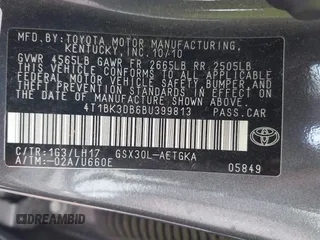 MFD.BY:TOYOTA MOTOR MANUFACTURING,
KENTUCKY, INC.10/10
GVWR 4565LB GAWR FR 2665LB RR 2505LB
THIS VEHICLE CONFORMS TO ALL APPLICABLE
FEDERAL MOTOR VEHICLE SAFETY, BUMPER,
AND THEFT PREVENTION STANDARDS IN EFFECT
ON THE DATE OF MANUFACTURE SHOWN ABOVE.
4T1BK3DB6BU399813 PASS.CAR
C/TR:1G3/LH17 GSX30L-AETGKA
A/TM:-02A/U660E
05849
TOYOTA
DREAMBID